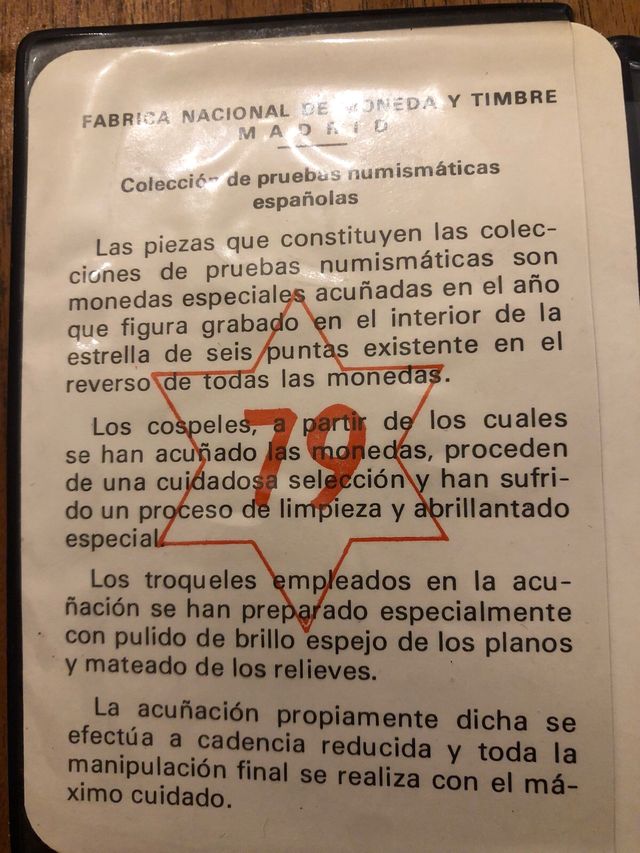 FABRICA NACIONAL DE MONEDA Y TIMBRE
MADRID
Colección de pruebas numismáticas
españolas
Las piezas que constituyen las colec-
ciones de pruebas numismáticas son
monedas especiales acuñadas en el año
que figura grabado en el interior de la
estrella de seis puntas existente en el
reverso de todas las monedas.
79
Los cospeles, a partir de los cuales
se han acuñado las monedas, proceden
de una cuidadosa selección y han sufri-
do un proceso de limpieza y abrillantado
especial.
Los troqueles empleados en la acu-
ñación se han preparado especialmente
con pulido de brillo espejo de los planos
y mateado de los relieves.
La acuñación propiamente dicha se
efectúa a cadencia reducida y toda la
manipulación final se realiza con el má-
ximo cuidado.